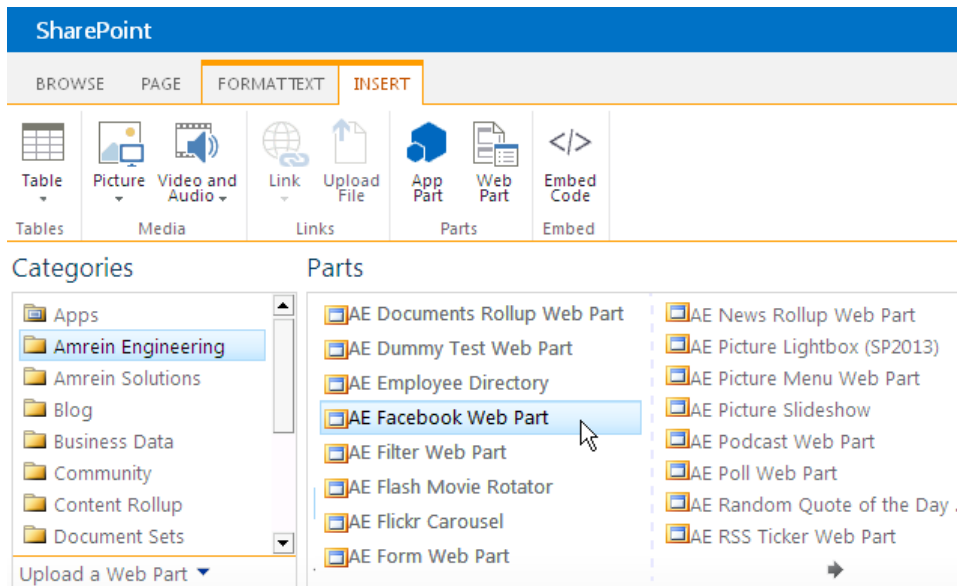 SharePoint
BROWSE PAGE FORMAT TEXT INSERT
Table Picture Video and Audio Link Upload File App Part Web Part Embed Code
Tables Media Links Parts Embed
Categories
Apps
Amrein Engineering
Amrein Solutions
Blog
Business Data
Community
Content Rollup
Document Sets
Upload a Web Part
Parts
AE Documents Rollup Web Part
AE Dummy Test Web Part
AE Employee Directory
AE Facebook Web Part
AE Filter Web Part
AE Flash Movie Rotator
AE Flickr Carousel
AE Form Web Part
AE News Rollup Web Part
AE Picture Lightbox (SP2013)
AE Picture Menu Web Part
AE Picture Slideshow
AE Podcast Web Part
AE Poll Web Part
AE Random Quote of the Day .
AE RSS Ticker Web Part